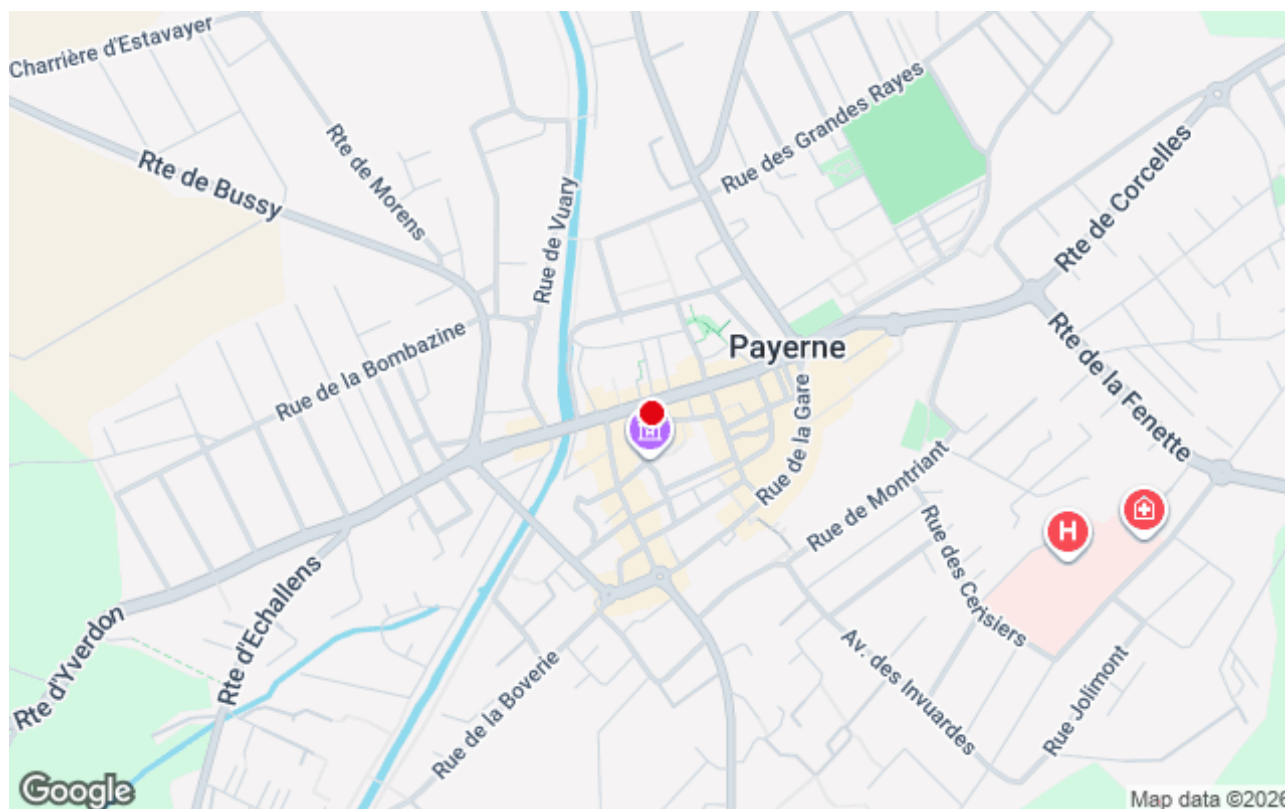 Charrière d'Estavayer
Rte de Morens
Rte de Bussy
Rue de Vuary
Rue des Grandes Rayes
Rte de Corcelles
Rue de la Bombazine
Payerne
Rte de la Fenette
Rue de la Gare
Rue de Montriant
Rue des Cerisiers
H
Rte d'Echallens
Rte d'Yverdon
Rue de la Boverie
Av. des Invuardes
Rue Jolimont
Google
Map data ©2026